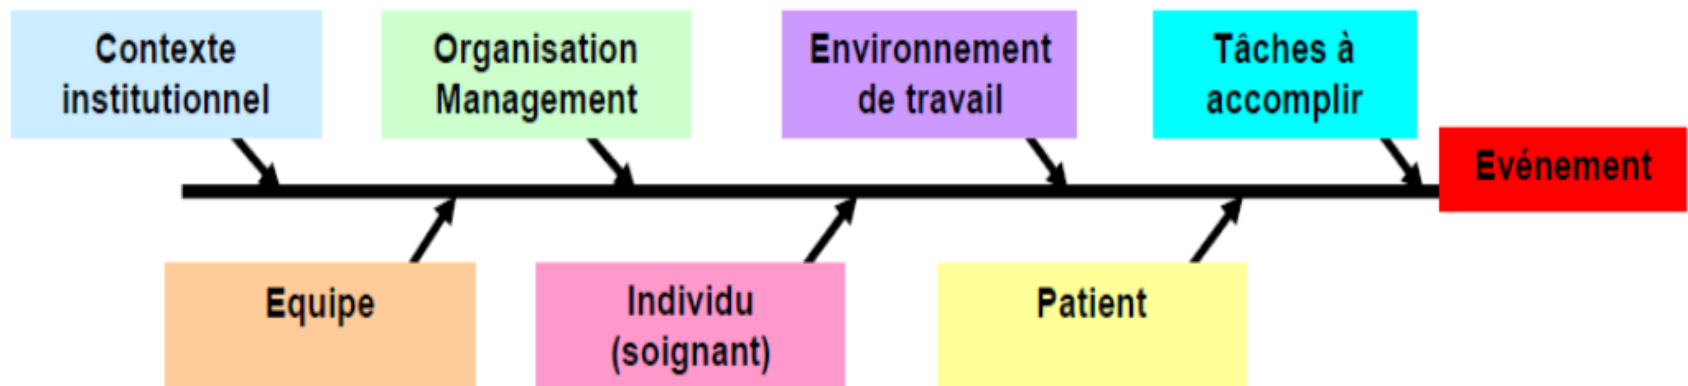 Contexte
institutionnel
Organisation
Management
Environnement
de travail
Tâches à
accomplir
Evénement
Equipe
Individu
(soignant)
Patient